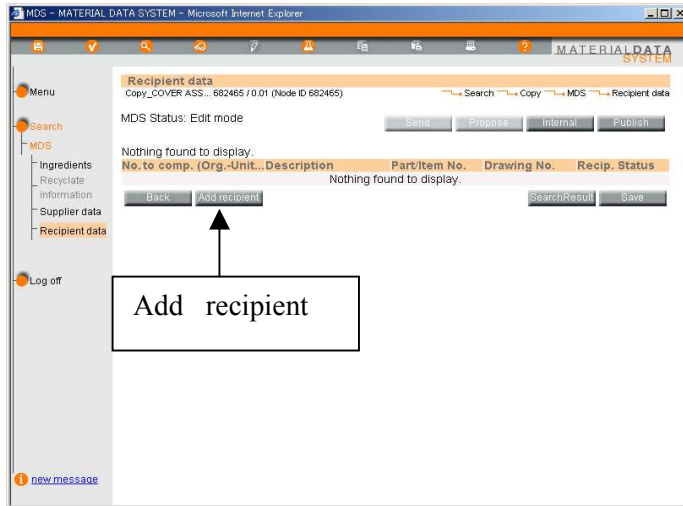 MDS - MATERIAL DATA SYSTEM - Microsoft Internet Explorer
MATERIAL DATA
SYSTEM
Menu
Search
MDS
Ingredients
Recyclate
information
Supplier data
Recipient data
Log off
new message
Recipient data
Copy_COVER ASS... 682465 / 0.01 (Node ID 682465)
Search Copy MDS Recipient data
MDS Status: Edit mode
Send Propose Internal Publish
Nothing found to display.
No. to comp. (Org.-Unit... Description Part/Item No. Drawing No. Recip. Status
Nothing found to display.
Back Add recipient SearchResult Save
Add recipient